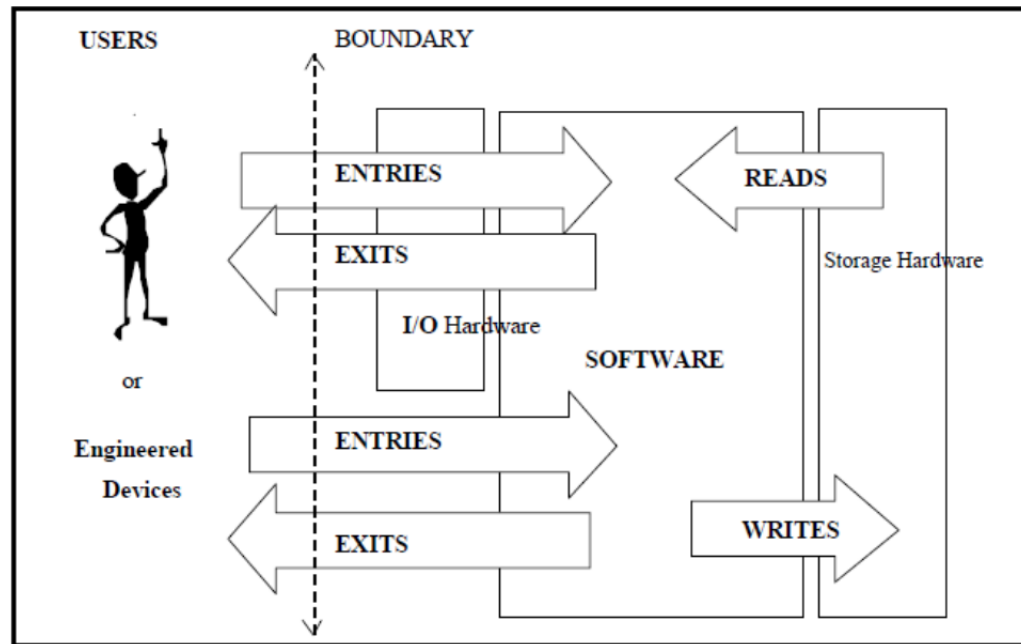 USERS
BOUNDARY
ENTRIES
READS
EXITS
Storage Hardware
I/O Hardware
SOFTWARE
or
ENTRIES
Engineered
Devices
EXITS
WRITES